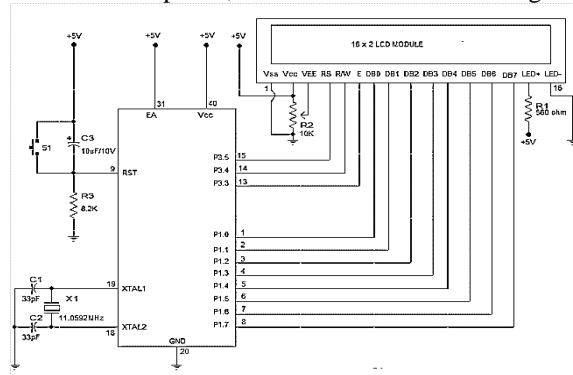 +5V
+5V
+5V
+5V
16 x 2 LCD MODULE
Vss Vcc VEE RS R/W E DB0 DB1 DB2 DB3 DB4 DB5 DB6 DB7 LED+ LED-
1
16
31
40
EA
Vcc
R2
10K
R1
560 ohm
+5V
S1
C3
10uF/10V
9
RST
R3
8.2K
P3.5
15
P3.4
14
P3.3
13
P1.0
1
P1.1
2
P1.2
3
P1.3
4
P1.4
5
P1.5
6
P1.6
7
P1.7
8
C1
33pF
19
XTAL1
X1
11.0592MHz
C2
33pF
18
XTAL2
GND
20